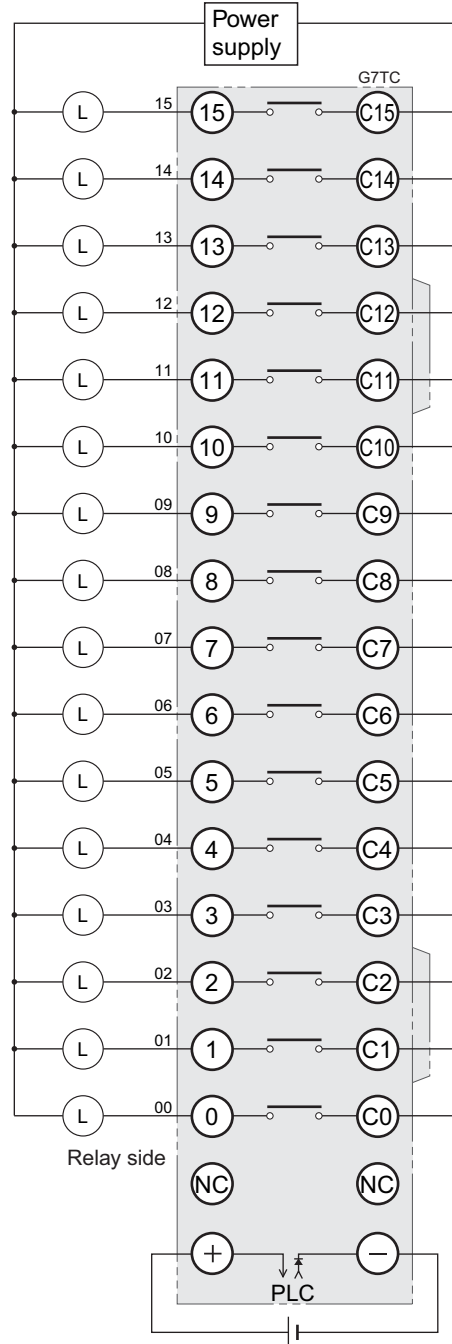 Power
supply
G7TC
L 15 15 C15
L 14 14 C14
L 13 13 C13
L 12 12 C12
L 11 11 C11
L 10 10 C10
L 09 9 C9
L 08 8 C8
L 07 7 C7
L 06 6 C6
L 05 5 C5
L 04 4 C4
L 03 3 C3
L 02 2 C2
L 01 1 C1
L 00 0 C0
Relay side
NC NC
+ −
PLC